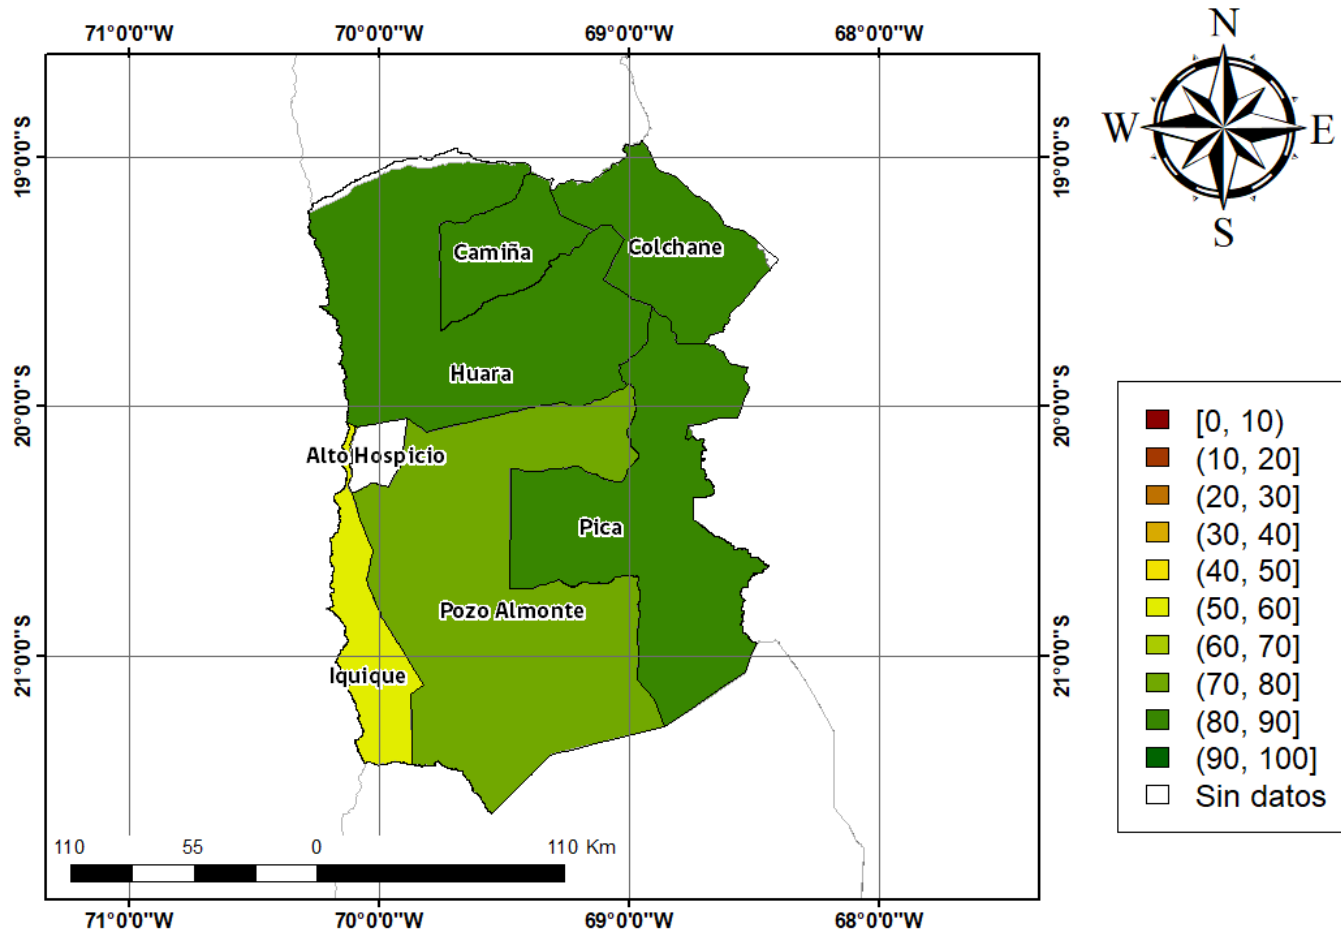 71°0'0"W 70°0'0"W 69°0'0"W 68°0'0"W
N
W E
S
19°0'0"S 19°0'0"S
Camiña Colchane
Huara
20°0'0"S 20°0'0"S
Alto Hospicio
Pica
Pozo Almonte
21°0'0"S 21°0'0"S
Iquique
[0, 10)
(10, 20]
(20, 30]
(30, 40]
(40, 50]
(50, 60]
(60, 70]
(70, 80]
(80, 90]
(90, 100]
Sin datos
110 55 0 110 Km
71°0'0"W 70°0'0"W 69°0'0"W 68°0'0"W